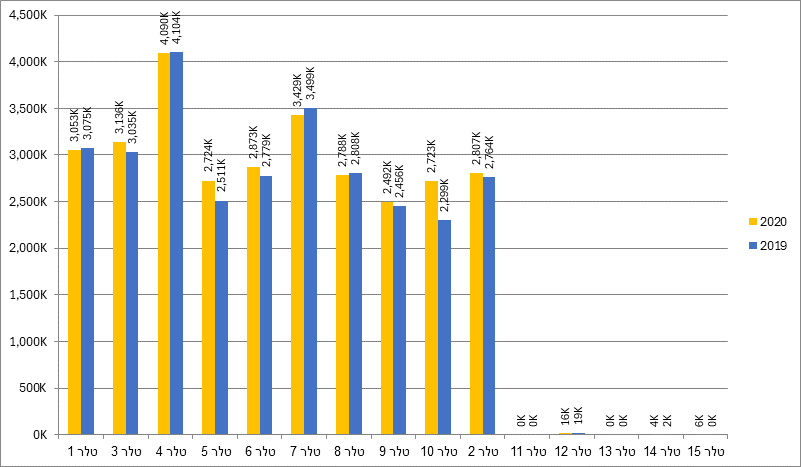 4,500K
4,000K
3,500K
3,000K
2,500K
2,000K
1,500K
1,000K
500K
0K
3,053K
3,075K
3,136K
3,035K
4,090K
4,104K
2,724K
2,511K
2,873K
2,779K
3,429K
3,499K
2,788K
2,808K
2,492K
2,456K
2,723K
2,299K
2,807K
2,764K
0K
0K
16K
19K
0K
0K
4K
2K
6K
0K
טלר 1
טלר 3
טלר 4
טלר 5
טלר 6
טלר 7
טלר 8
טלר 9
טלר 10
טלר 2
טלר 11
טלר 12
טלר 13
טלר 14
טלר 15
2020
2019